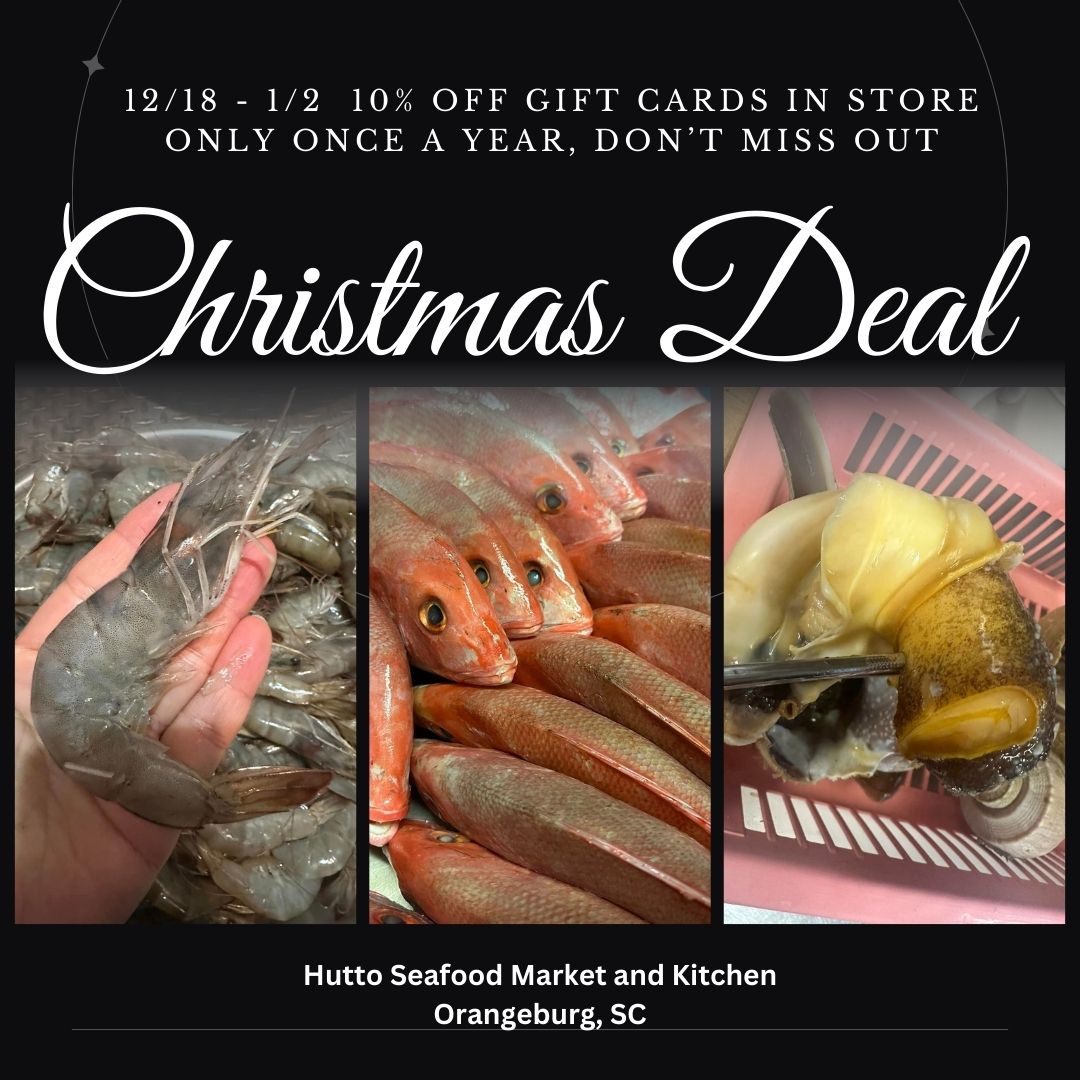 12/18 - 1/2 10% OFF GIFT CARDS IN STORE
ONLY ONCE A YEAR, DON’T MISS OUT
Christmas Deal
Hutto Seafood Market and Kitchen
Orangeburg, SC